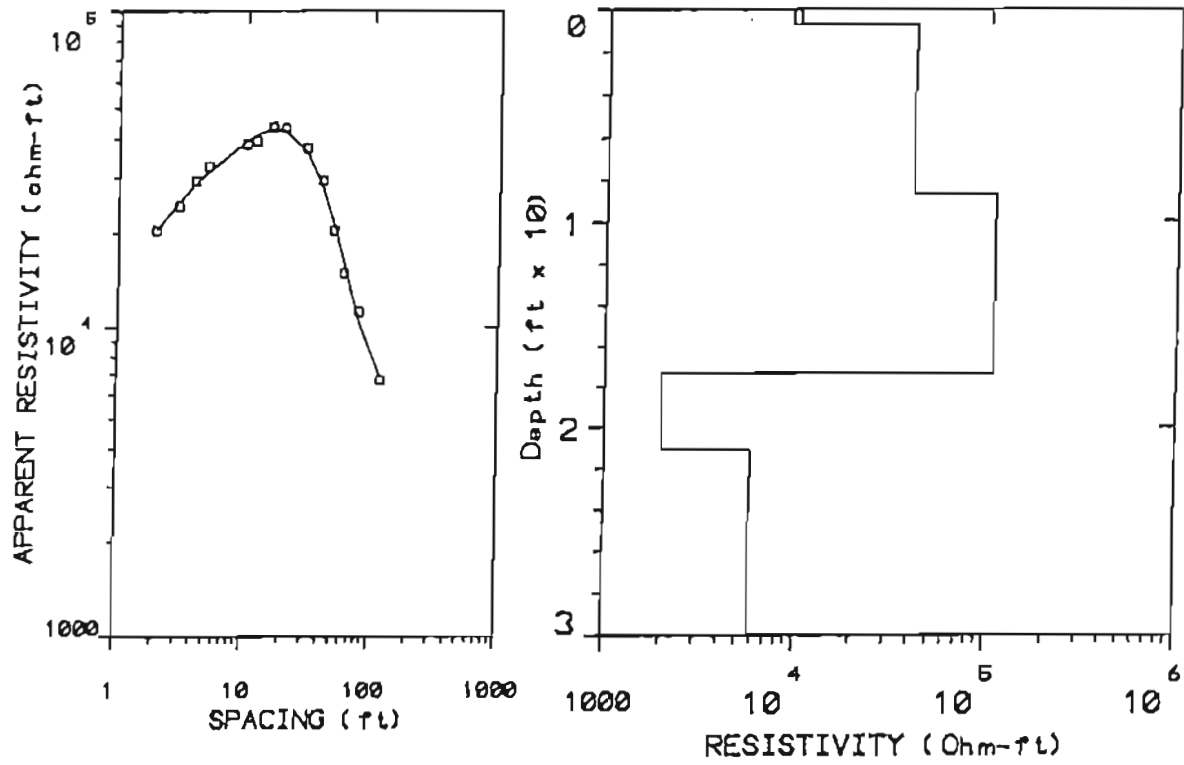 APPARENT RESISTIVITY (ohm-ft)
10 5
10 4
1000
1 10 100 1000
SPACING (ft)
Depth (ft x 10)
0
1
2
3
1000 10 4 10 5 10 6
RESISTIVITY (Ohm-ft)